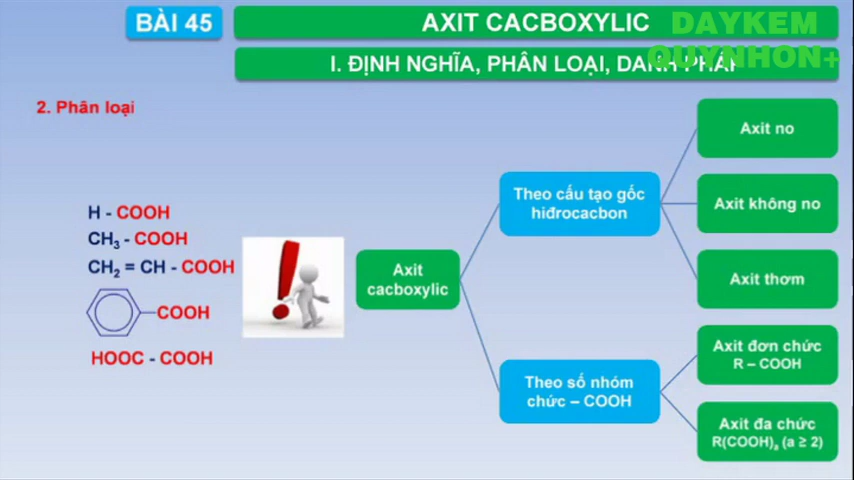 BÀI 45
AXIT CACBOXYLIC
DAYKEM
QUYNHON+
I. ĐỊNH NGHĨA, PHÂN LOẠI, DANH PHÁP
2. Phân loại
H - COOH
CH₃ - COOH
CH₂ = CH - COOH
COOH
HOOC - COOH
Axit
cacboxylic
Theo cấu tạo gốc
hiđrocacbon
Theo số nhóm
chức – COOH
Axit no
Axit không no
Axit thơm
Axit đơn chức
R – COOH
Axit đa chức
R(COOH)ₐ (a ≥ 2)